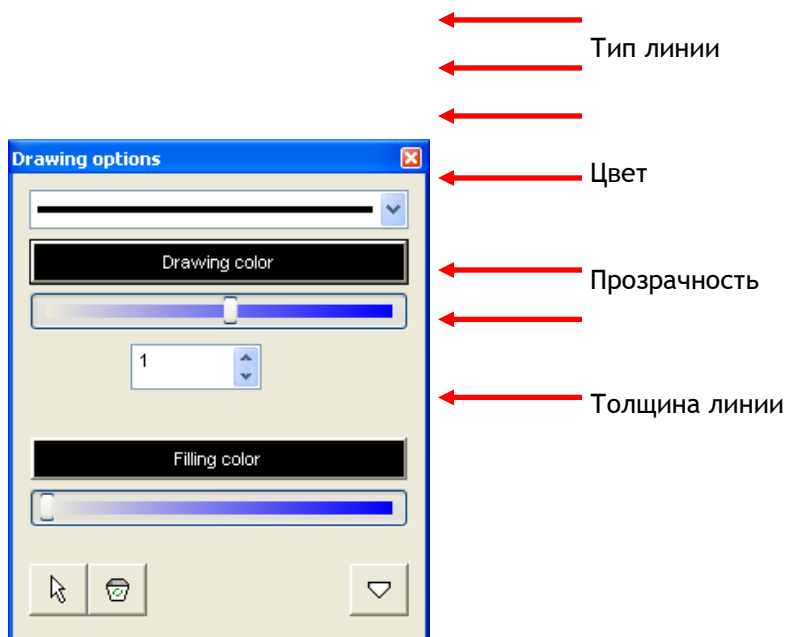 Тип линии
Drawing options
Цвет
Drawing color
Прозрачность
1
Толщина линии
Filling color